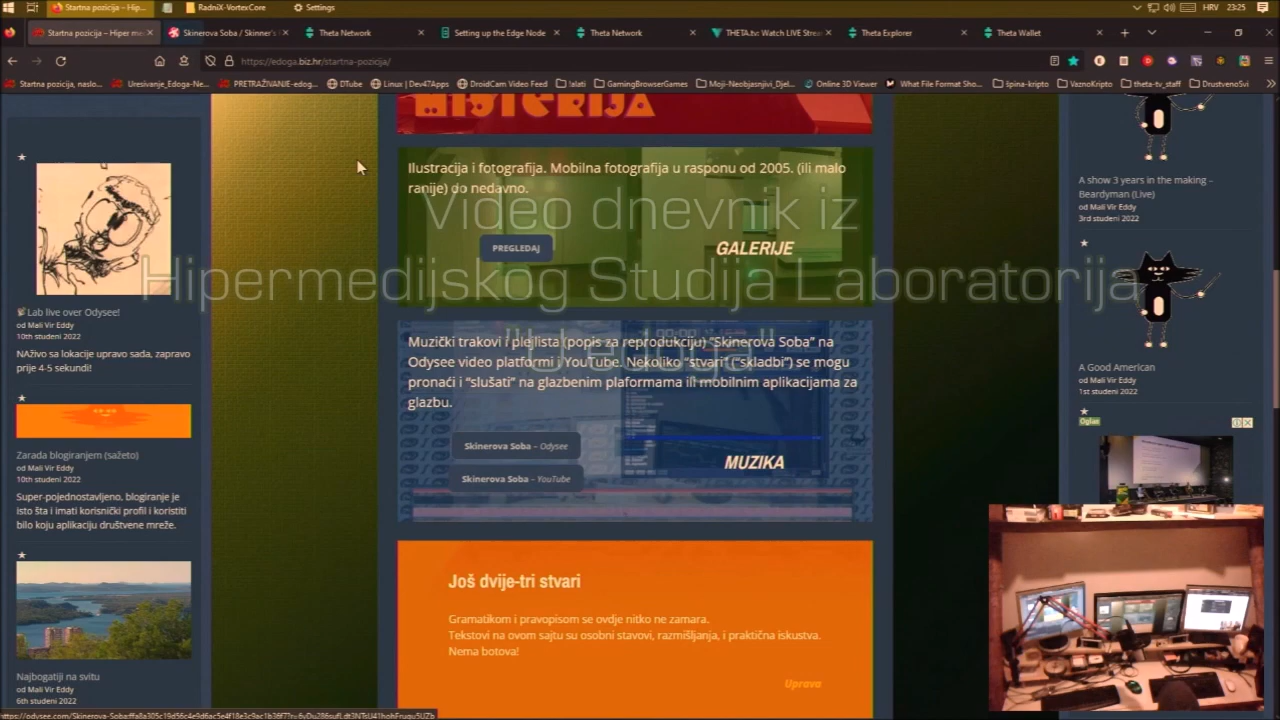 Startna pozicija – Hip...
RadniX-VortexCore
Settings
HRV
23:25
Startna pozicija – Hiper me
Skinerova Soba / Skinner's
Theta Network
Setting up the Edge Node
Theta Network
THETA.tv: Watch LIVE Strea
Theta Explorer
Theta Wallet
https://edoga.biz.hr/startna-pozicija/
Startna pozicija, naslo...
Uresivanje_Edoga-Ne...
PRETRAŽIVANJE-edog...
DTube
Linux | Dev47Apps
DroidCam Video Feed
!alati
GamingBrowserGames
Moji-Neobjasnjivi_Djel...
Online 3D Viewer
What File Format Sho...
špina-kripto
VaznoKripto
theta-tv_staff
DrustvenoSvi
HISTERIJA
Ilustracija i fotografija. Mobilna fotografija u rasponu od 2005. (ili malo
ranije) do nedavno.
PREGLEDAJ
GALERIJE
Video dnevnik iz
Hipermedijskog Studija Laboratorija
"U edoga"
Muzički trakovi i ple lista (popis za reprodukciju) "Skinerova Soba" na
Odysee video platformi i YouTube. Nekoliko "stvari" ("skladbi") se mogu
pronaći i "slušati" na glazbenim plaformama ili mobilnim aplikacijama za
glazbu.
Skinerova Soba – Odysee
Skinerova Soba – YouTube
MUZIKA
Još dvije-tri stvari
Gramatikom i pravopisom se ovdje nitko ne zamara.
Tekstovi na ovom sajtu su osobni stavovi, razmišljanja, i praktična iskustva.
Nema botova!
Uprava
Lab live over Odysee!
od Mali Vir Eddy
10th studeni 2022
NAživo sa lokacije upravo sada, zapravo
prije 4-5 sekundi!
Zarada blogiranjem (sažeto)
od Mali Vir Eddy
10th studeni 2022
Super-pojednostavljeno, blogiranje je
isto šta i imati korisnički profil i koristiti
bilo koju aplikaciju društvene mreže.
Najbogatiji na svitu
od Mali Vir Eddy
6th studeni 2022
A show 3 years in the making –
Beardyman (Live)
od Mali Vir Eddy
3rd studeni 2022
A Good American
od Mali Vir Eddy
1st studeni 2022
Oglas